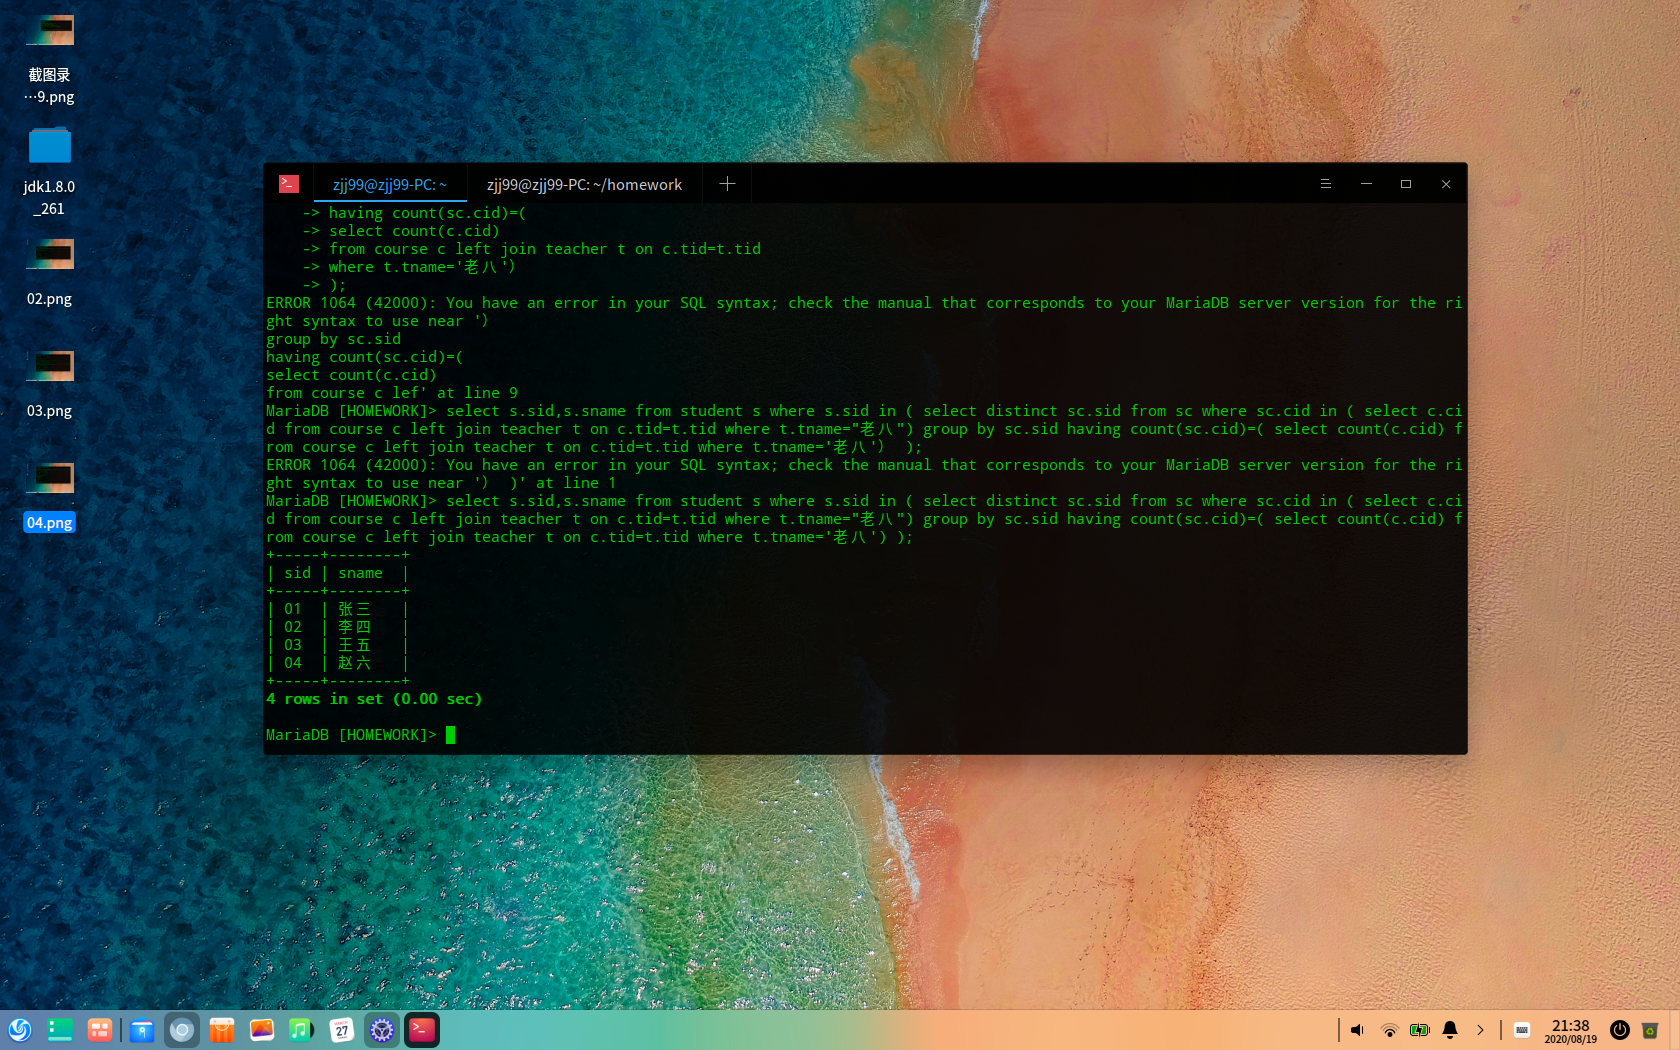 截图录
…9.png
jdk1.8.0
_261
02.png
03.png
04.png
zjj99@zjj99-PC: ~
zjj99@zjj99-PC: ~/homework
    -> having count(sc.cid)=(
    -> select count(c.cid)
    -> from course c left join teacher t on c.tid=t.tid
    -> where t.tname='老八'）
    -> );
ERROR 1064 (42000): You have an error in your SQL syntax; check the manual that corresponds to your MariaDB server version for the ri
ght syntax to use near '）
group by sc.sid
having count(sc.cid)=(
select count(c.cid)
from course c lef' at line 9
MariaDB [HOMEWORK]> select s.sid,s.sname from student s where s.sid in ( select distinct sc.sid from sc where sc.cid in ( select c.ci
d from course c left join teacher t on c.tid=t.tid where t.tname="老八") group by sc.sid having count(sc.cid)=( select count(c.cid) f
rom course c left join teacher t on c.tid=t.tid where t.tname='老八'） );
ERROR 1064 (42000): You have an error in your SQL syntax; check the manual that corresponds to your MariaDB server version for the ri
ght syntax to use near '） )' at line 1
MariaDB [HOMEWORK]> select s.sid,s.sname from student s where s.sid in ( select distinct sc.sid from sc where sc.cid in ( select c.ci
d from course c left join teacher t on c.tid=t.tid where t.tname="老八") group by sc.sid having count(sc.cid)=( select count(c.cid) f
rom course c left join teacher t on c.tid=t.tid where t.tname='老八') );
+-----+--------+
| sid | sname  |
+-----+--------+
| 01  | 张三   |
| 02  | 李四   |
| 03  | 王五   |
| 04  | 赵六   |
+-----+--------+
4 rows in set (0.00 sec)
MariaDB [HOMEWORK]>
27
21:38
2020/08/19